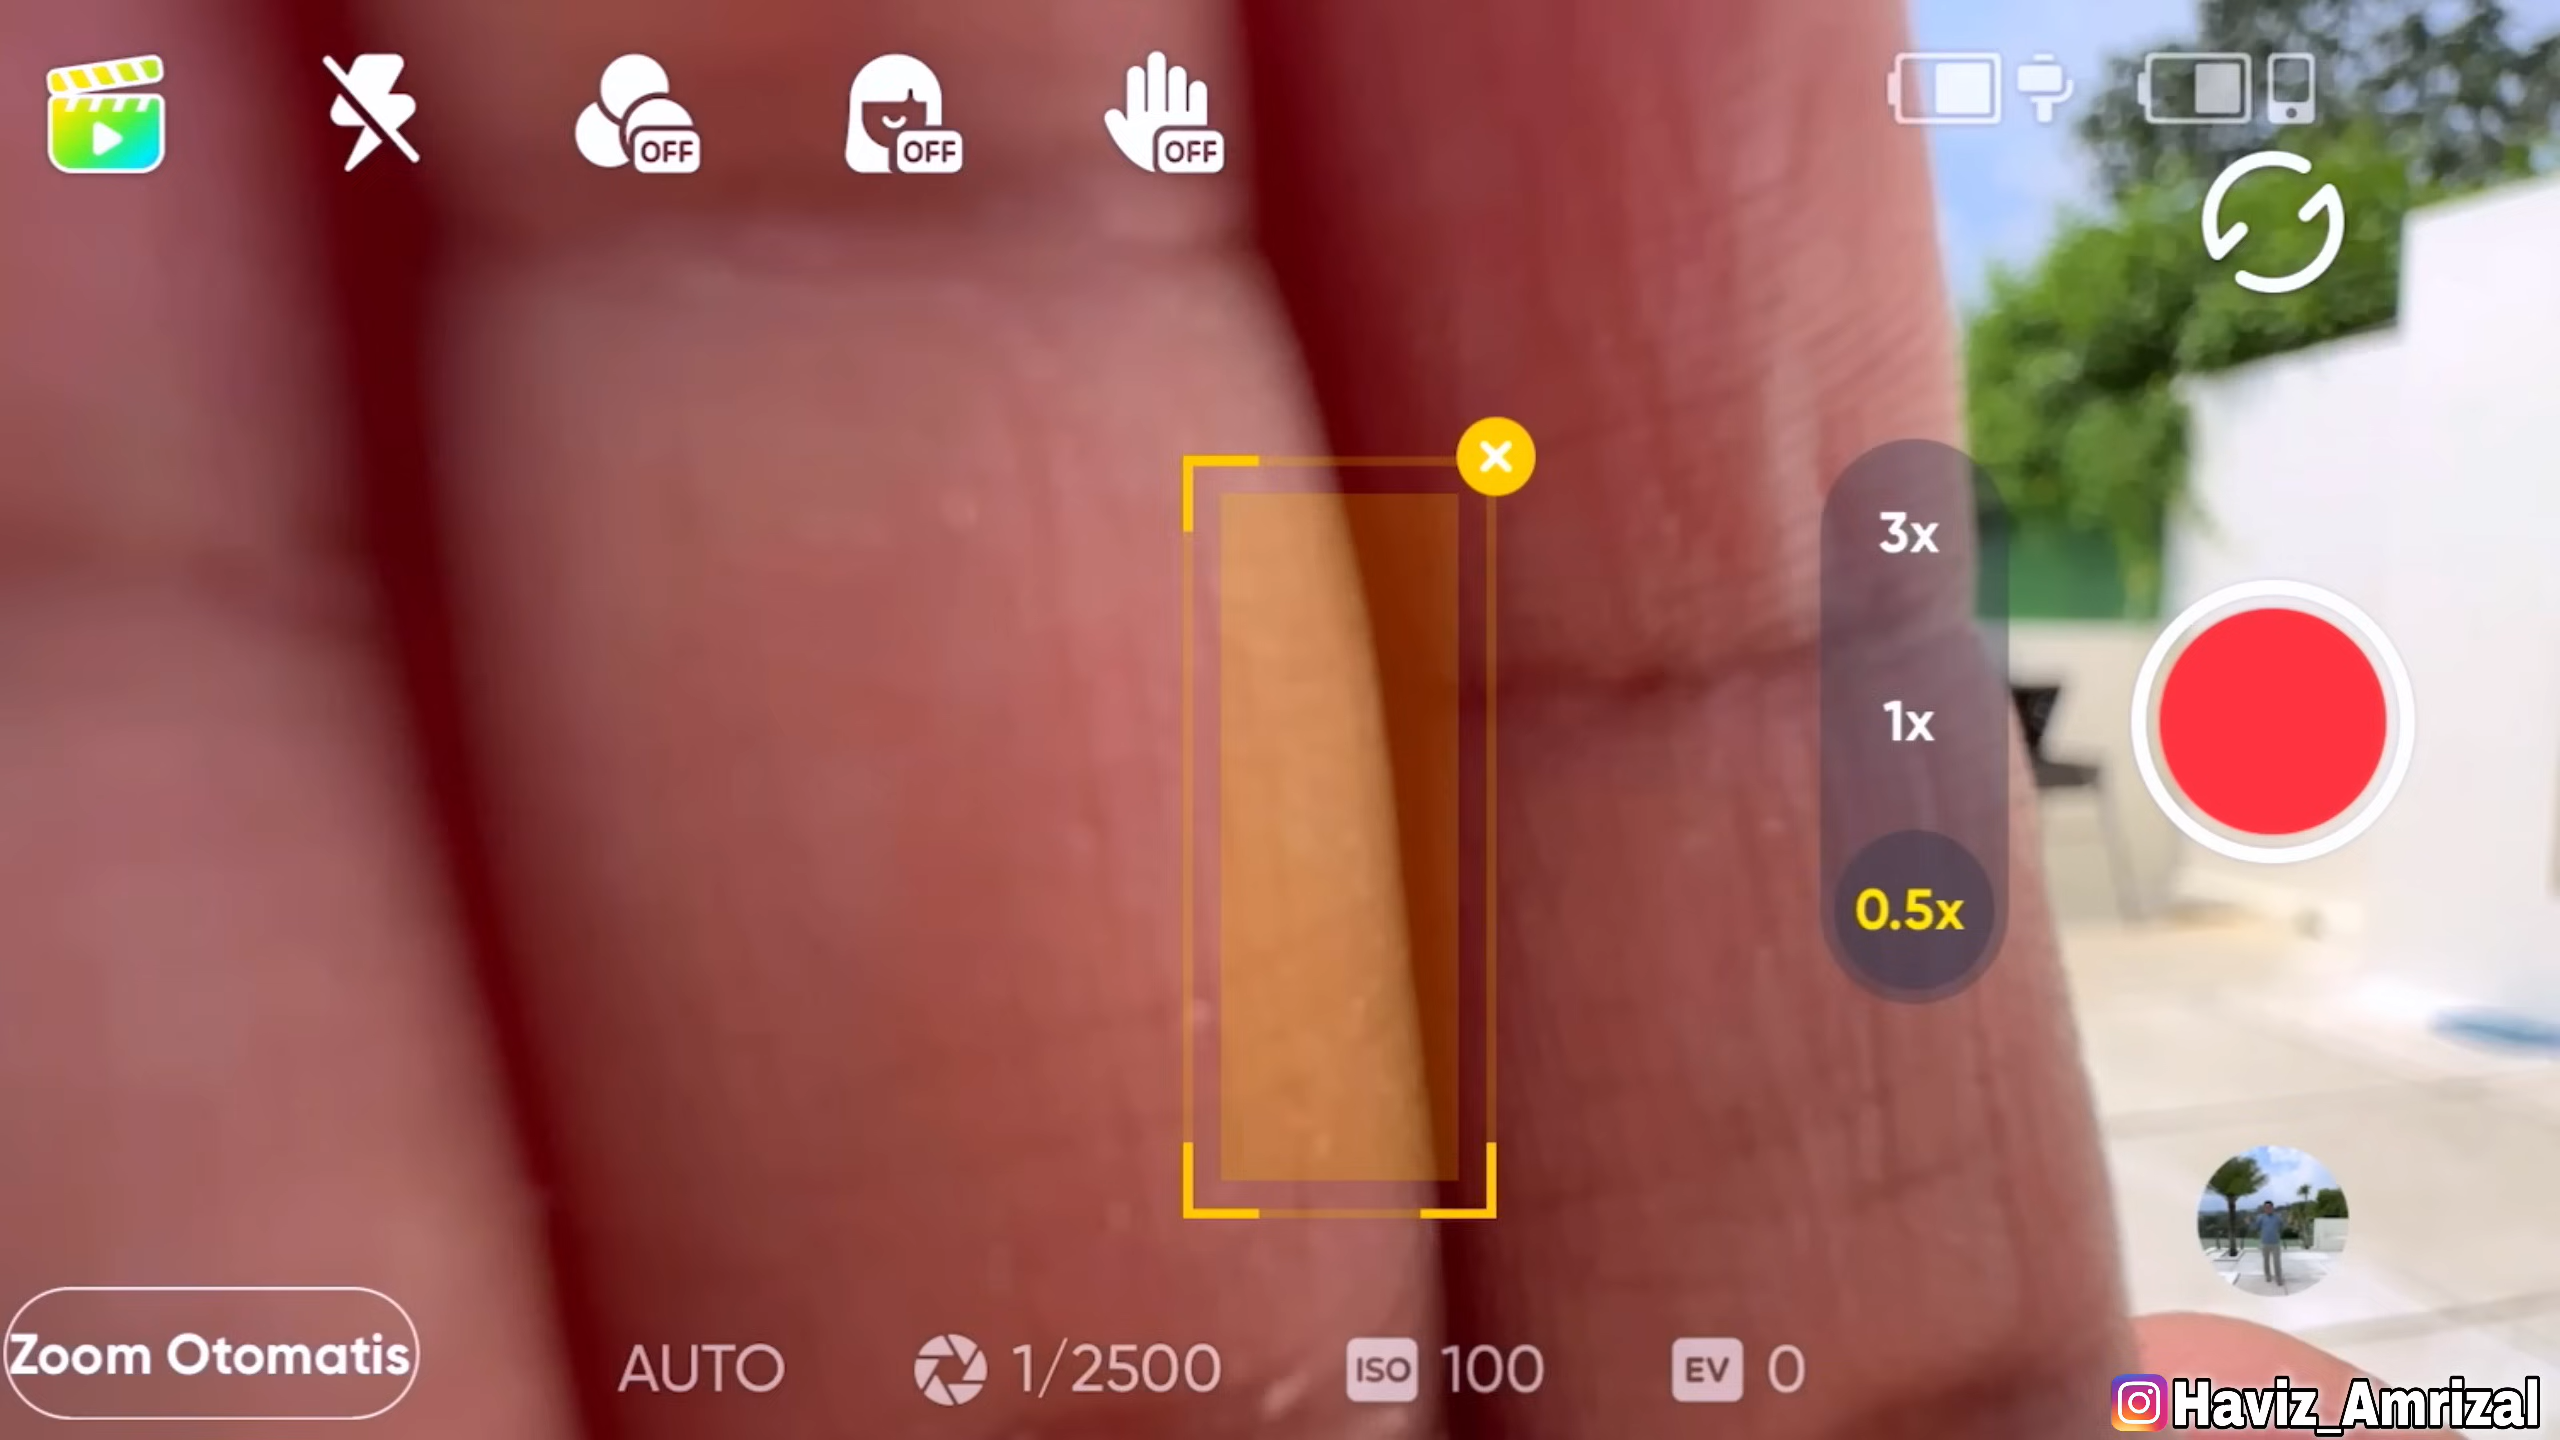 OFF
OFF
OFF
3x
1x
0.5x
Zoom Otomatis
AUTO
1/2500
ISO 100
EV 0
Haviz_Amrizal